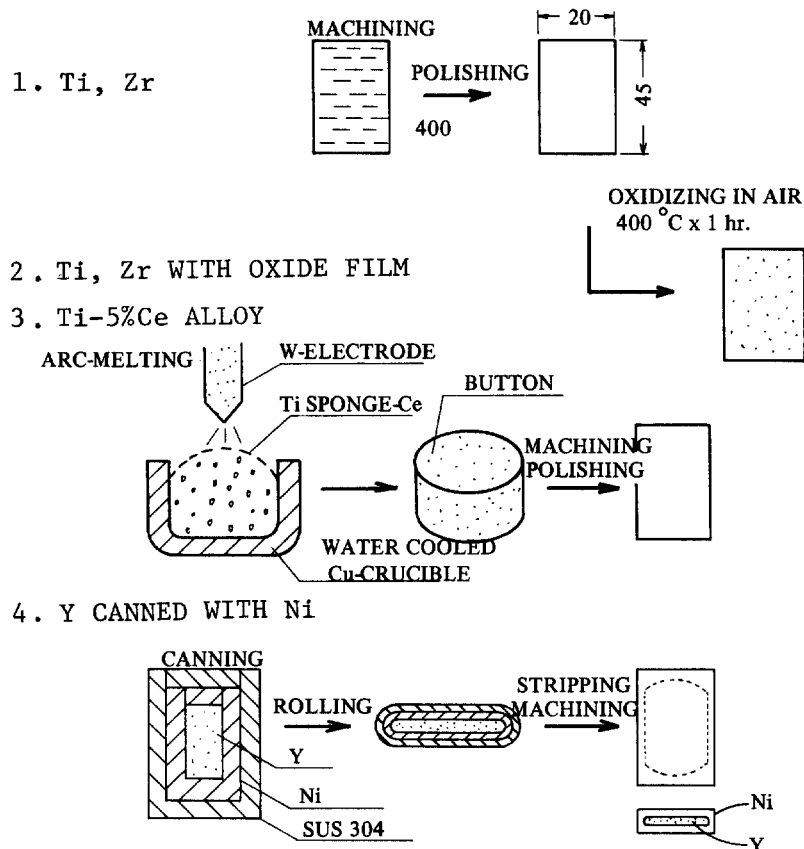 1. Ti, Zr
MACHINING
POLISHING
400
20
45
OXIDIZING IN AIR
400 °C x 1 hr.
2. Ti, Zr WITH OXIDE FILM
3. Ti-5%Ce ALLOY
ARC-MELTING
W-ELECTRODE
Ti SPONGE-Ce
BUTTON
MACHINING
POLISHING
WATER COOLED
Cu-CRUCIBLE
4. Y CANNED WITH Ni
CANNING
ROLLING
STRIPPING
MACHINING
Y
Ni
SUS 304
Ni
Y